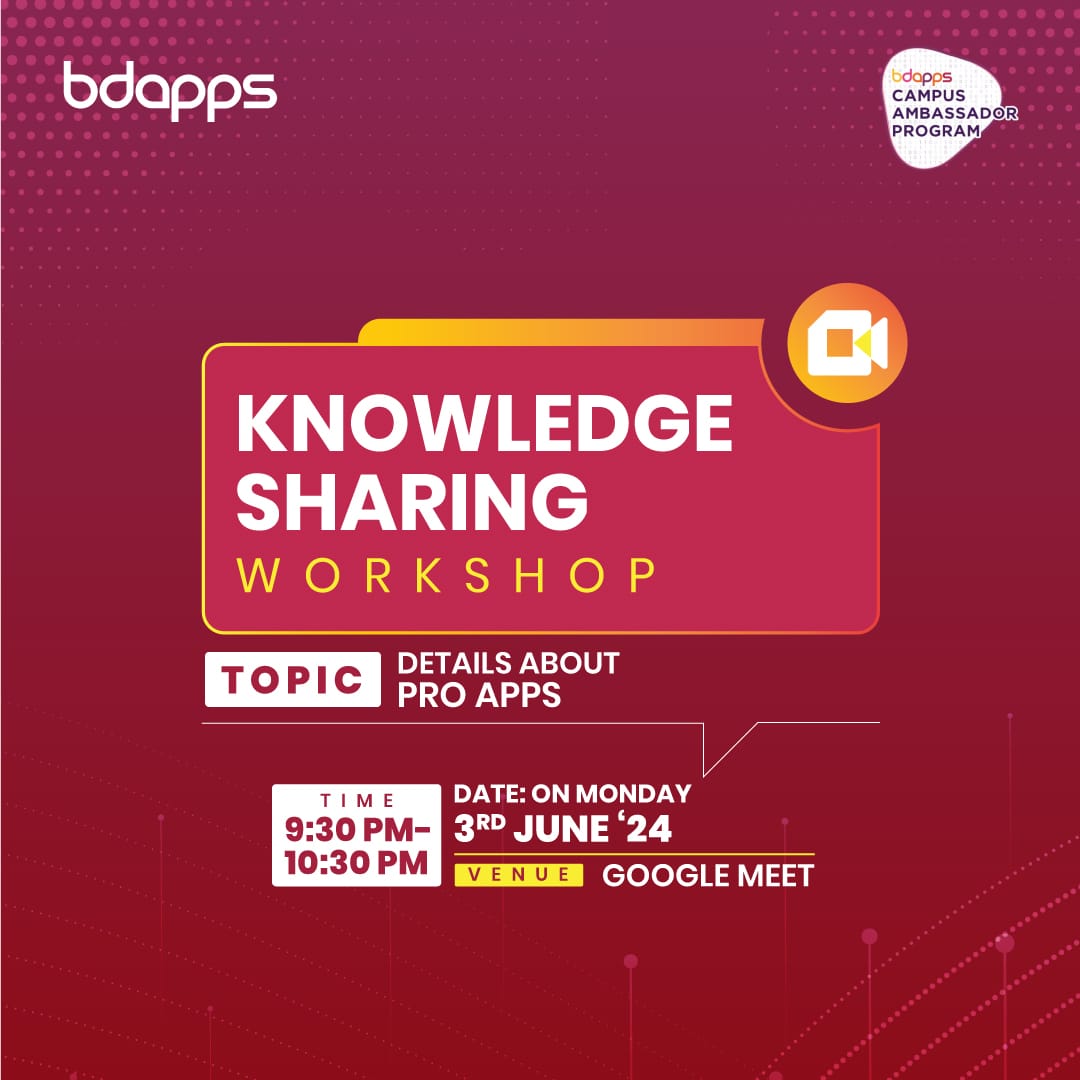 bdapps
bdapps
CAMPUS
AMBASSADOR
PROGRAM
KNOWLEDGE
SHARING
WORKSHOP
TOPIC
DETAILS ABOUT
PRO APPS
TIME
9:30 PM-
10:30 PM
DATE: ON MONDAY
3RD JUNE ‘24
VENUE
GOOGLE MEET